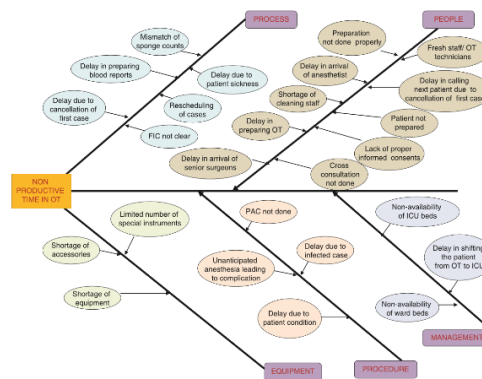 PROCESS
PEOPLE
Mismatch of
sponge counts
Delay in preparing
blood reports
Delay due to
patient sickness
Delay due to
cancellation of
first case
Rescheduling
of cases
FIC not clear
Preparation
not done properly
Fresh staff/ OT
technicians
Delay in arrival
of anesthetist
Delay in calling
next patient due to
cancellation of first case
Shortage of
cleaning staff
Patient not
prepared
Delay in
preparing OT
Lack of proper
informed consents
Delay in arrival of
senior surgeons
Cross
consultation
not done
NON
PRODUCTIVE
TIME IN OT
Limited number of
special instruments
Shortage of
accessories
Shortage of
equipment
PAC not done
Delay due to
infected case
Unanticipated
anesthesia leading
to complication
Delay due to
patient condition
Non-availability
of ICU beds
Delay in shifting
the patient
from OT to ICU
Non-availability
of ward beds
MANAGEMENT
PROCEDURE
EQUIPMENT